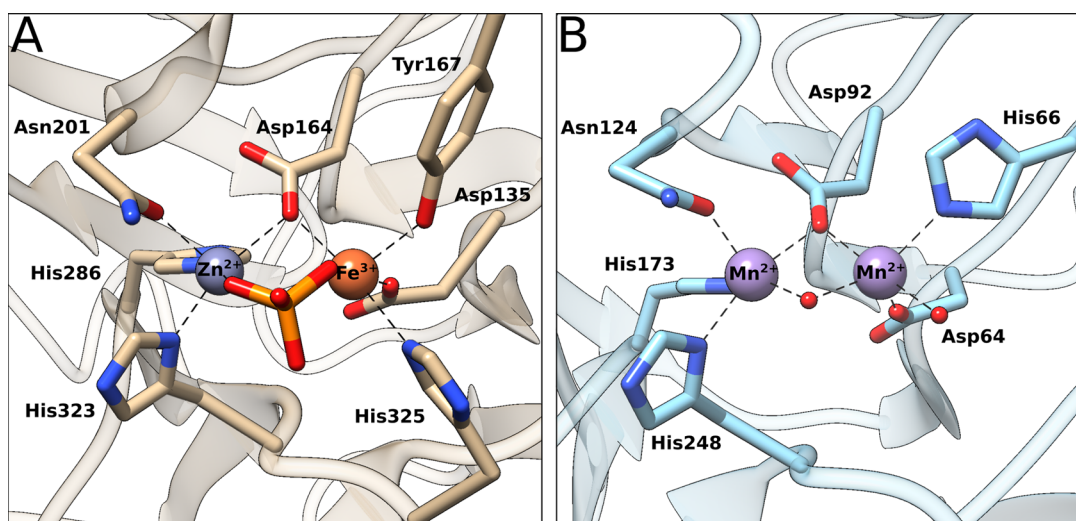 A
Tyr167
Asn201
Asp164
Asp135
His286
Zn²⁺
Fe³⁺
His323
His325
B
Asp92
Asn124
His66
His173
Mn²⁺
Mn²⁺
Asp64
His248